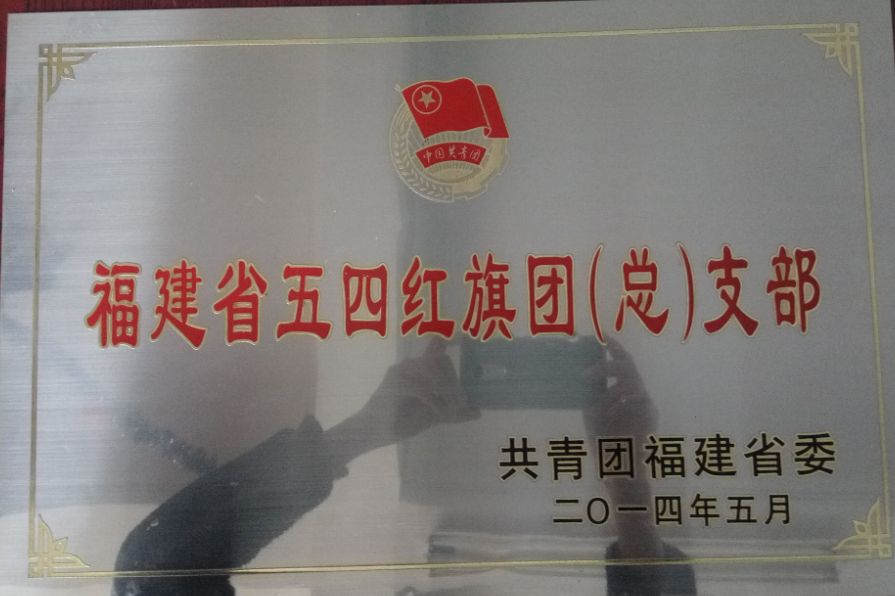 中国共青团
福建省五四红旗团(总)支部
共青团福建省委
二〇一四年五月